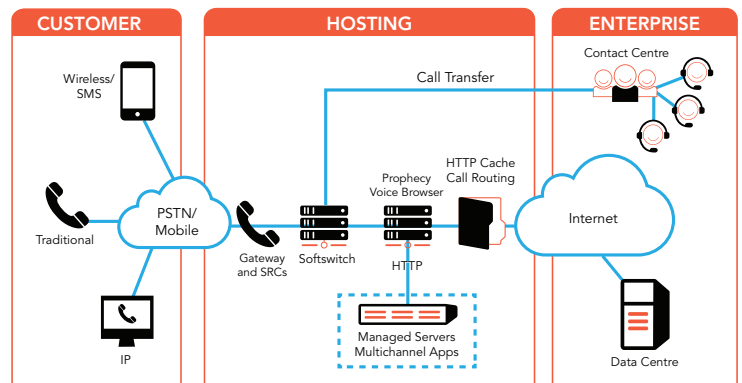 CUSTOMER
HOSTING
ENTERPRISE
Wireless/
SMS
Traditional
PSTN/
Mobile
IP
Call Transfer
Gateway
and SRCs
Softswitch
Prophecy
Voice Browser
HTTP
HTTP Cache
Call Routing
Managed Servers
Multichannel Apps
Contact Centre
Internet
Data Centre